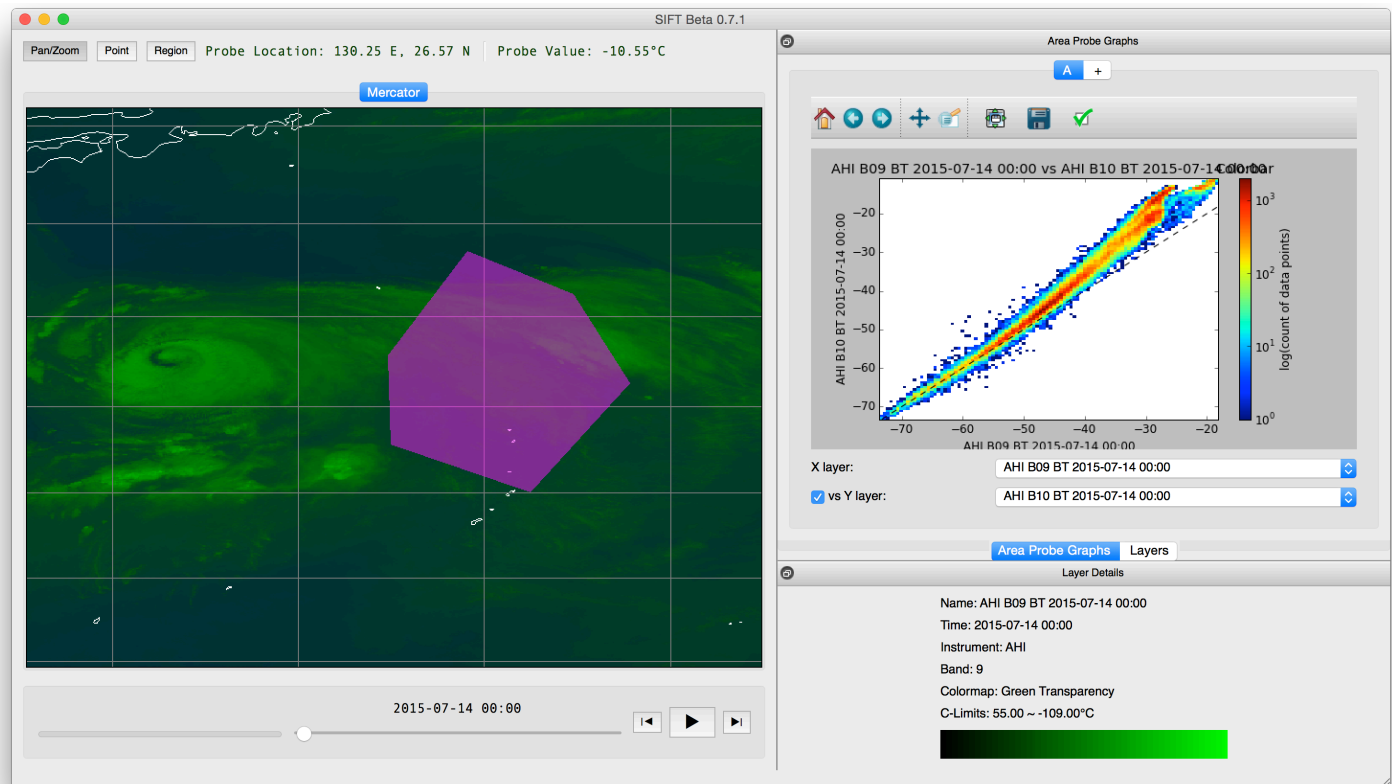 SIFT Beta 0.7.1
Pan/Zoom Point Region Probe Location: 130.25 E, 26.57 N Probe Value: -10.55°C
Mercator
2015-07-14 00:00
Area Probe Graphs
A +
AHI B09 BT 2015-07-14 00:00 vs AHI B10 BT 2015-07-14 00:00
Colorbar
AHI B10 BT 2015-07-14 00:00
−20
−30
−40
−50
−60
−70
−70 −60 −50 −40 −30 −20
AHI B09 BT 2015-07-14 00:00
10³
10²
10¹
10⁰
log(count of data points)
X layer: AHI B09 BT 2015-07-14 00:00
vs Y layer: AHI B10 BT 2015-07-14 00:00
Area Probe Graphs Layers
Layer Details
Name: AHI B09 BT 2015-07-14 00:00
Time: 2015-07-14 00:00
Instrument: AHI
Band: 9
Colormap: Green Transparency
C-Limits: 55.00 ~ -109.00°C